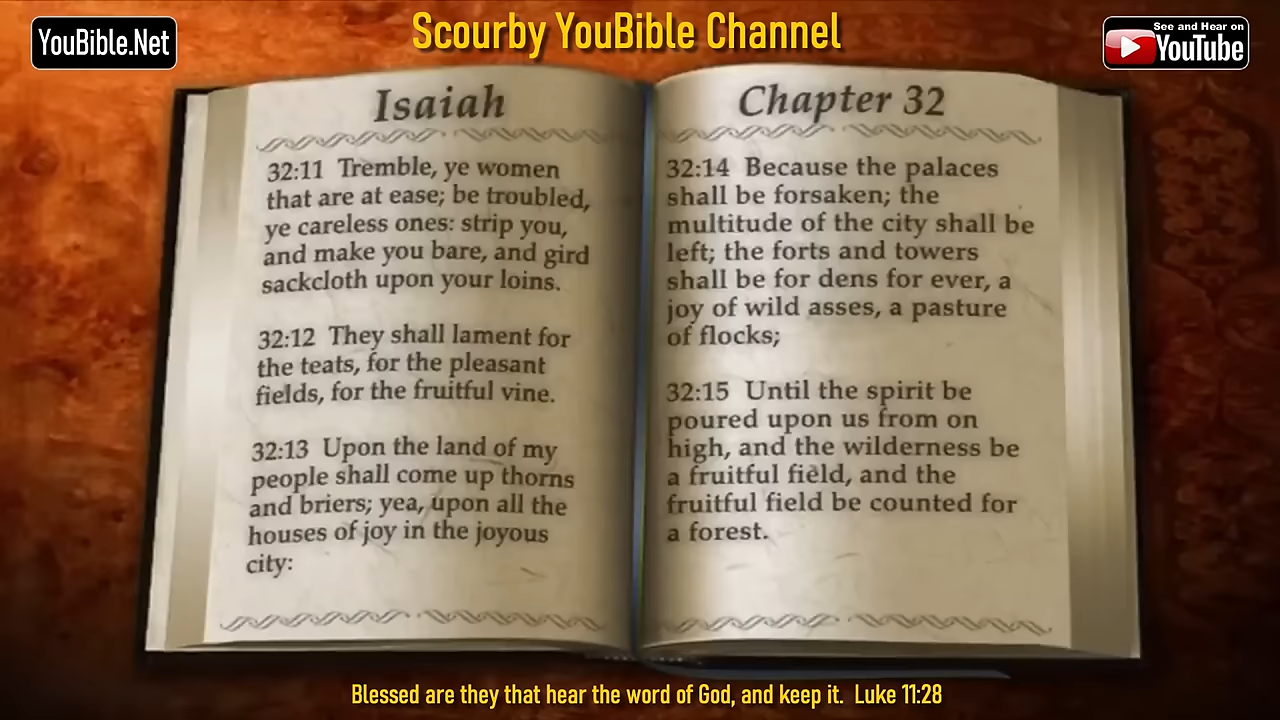 YouBible.Net
Scourby YouBible Channel
See and Hear on
YouTube
Isaiah
32:11 Tremble, ye women
that are at ease; be troubled,
ye careless ones: strip you,
and make you bare, and gird
sackcloth upon your loins.
32:12 They shall lament for
the teats, for the pleasant
fields, for the fruitful vine.
32:13 Upon the land of my
people shall come up thorns
and briers; yea, upon all the
houses of joy in the joyous
city:
Chapter 32
32:14 Because the palaces
shall be forsaken; the
multitude of the city shall be
left; the forts and towers
shall be for dens for ever, a
joy of wild asses, a pasture
of flocks;
32:15 Until the spirit be
poured upon us from on
high, and the wilderness be
a fruitful field, and the
fruitful field be counted for
a forest.
Blessed are they that hear the word of God, and keep it. Luke 11:28